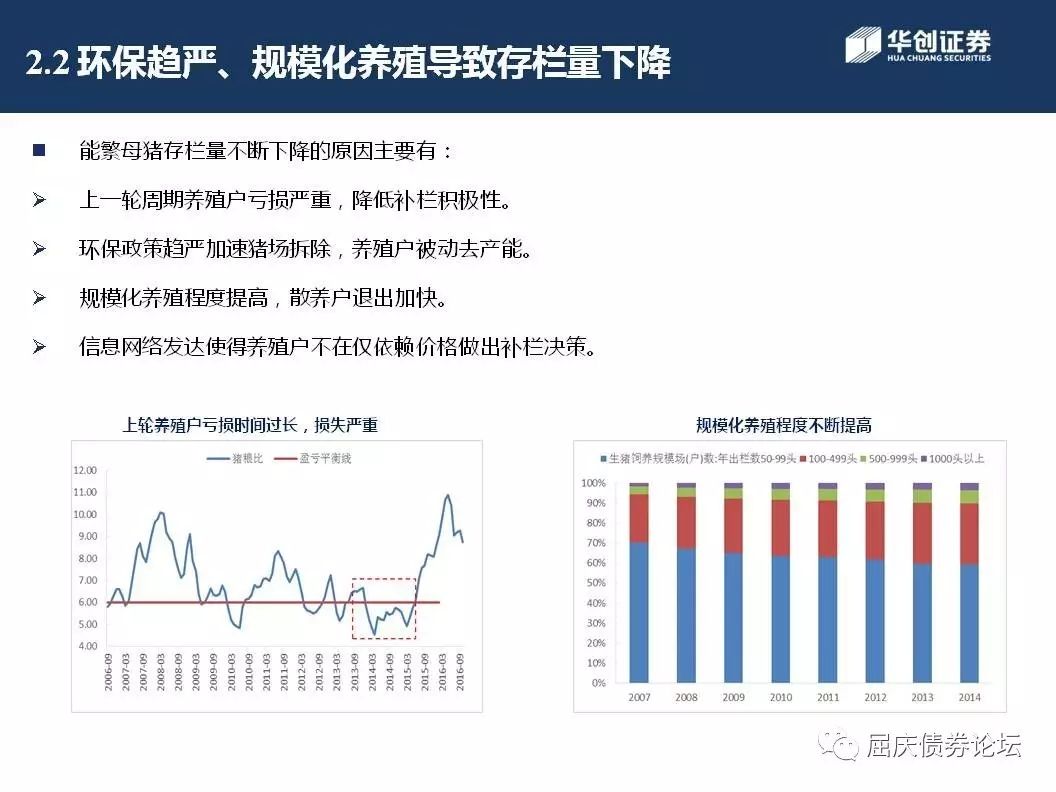 2.2 环保趋严、规模化养殖导致存栏量下降
华创证券
HUA CHUANG SECURITIES
能繁母猪存栏量不断下降的原因主要有：
上一轮周期养殖户亏损严重，降低补栏积极性。
环保政策趋严加速猪场拆除，养殖户被动去产能。
规模化养殖程度提高，散养户退出加快。
信息网络发达使得养殖户不在仅依赖价格做出补栏决策。
上轮养殖户亏损时间过长，损失严重
猪粮比 盈亏平衡线
12.00
11.00
10.00
9.00
8.00
7.00
6.00
5.00
4.00
2006-09
2007-03
2007-09
2008-03
2008-09
2009-03
2009-09
2010-03
2010-09
2011-03
2011-09
2012-03
2012-09
2013-03
2013-09
2014-03
2014-09
2015-03
2015-09
2016-03
2016-09
规模化养殖程度不断提高
生猪饲养规模场(户)数:年出栏数50-99头 100-499头 500-999头 1000头以上
100%
90%
80%
70%
60%
50%
40%
30%
20%
10%
0%
2007 2008 2009 2010 2011 2012 2013 2014
屈庆债券论坛